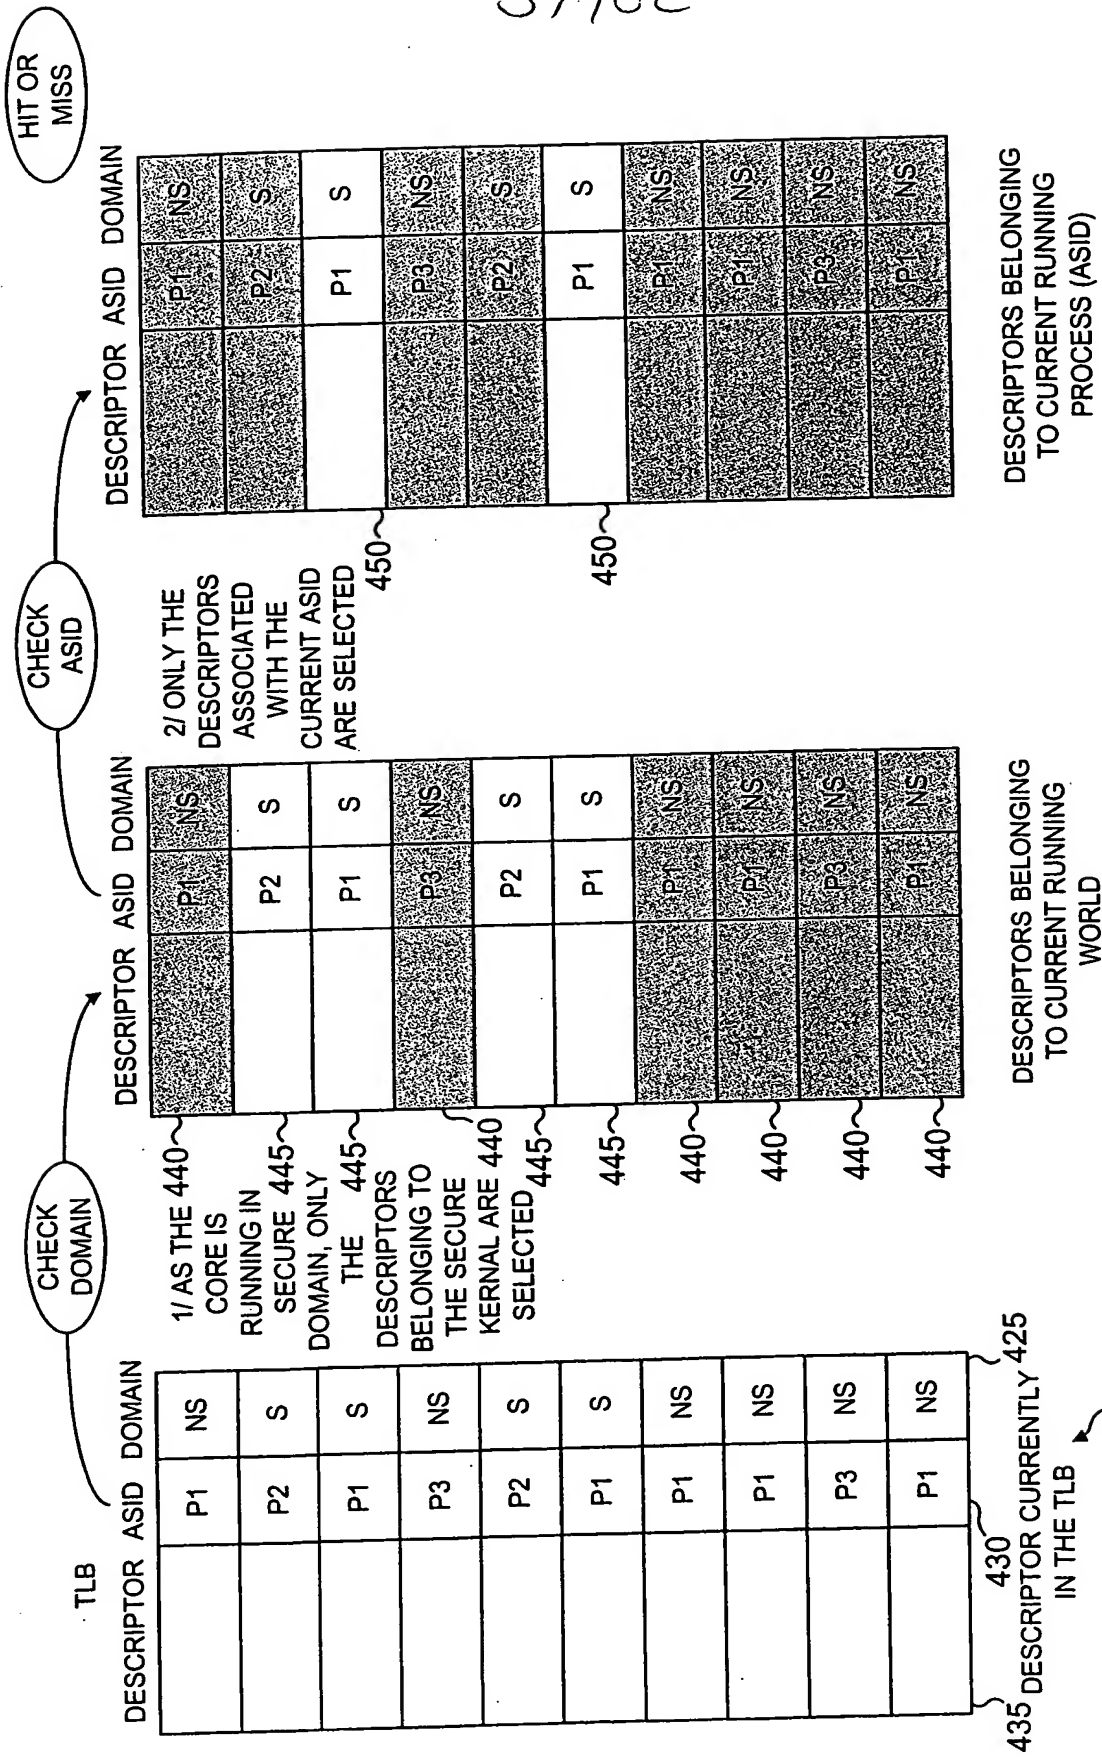 TLB
DESCRIPTOR ASID DOMAIN
P1 NS
P2 S
P1 S
P3 NS
P2 S
P1 S
P1 NS
P1 NS
P3 NS
P1 NS
435
430
425
DESCRIPTOR CURRENTLY
IN THE TLB
CHECK
DOMAIN
1/ AS THE
CORE IS
RUNNING IN
SECURE
DOMAIN, ONLY
THE
DESCRIPTORS
BELONGING TO
THE SECURE
KERNAL ARE
SELECTED
440
445
445
440
445
445
440
440
440
440
DESCRIPTOR ASID DOMAIN
P1 NS
P2 S
P1 S
P3 NS
P2 S
P1 S
P1 NS
P1 NS
P3 NS
P1 NS
DESCRIPTORS BELONGING
TO CURRENT RUNNING
WORLD
CHECK
ASID
2/ ONLY THE
DESCRIPTORS
ASSOCIATED
WITH THE
CURRENT ASID
ARE SELECTED
450
450
DESCRIPTOR ASID DOMAIN
P1 NS
P2 S
P1 S
P3 NS
P2 S
P1 S
P1 NS
P1 NS
P3 NS
P1 NS
DESCRIPTORS BELONGING
TO CURRENT RUNNING
PROCESS (ASID)
HIT OR
MISS